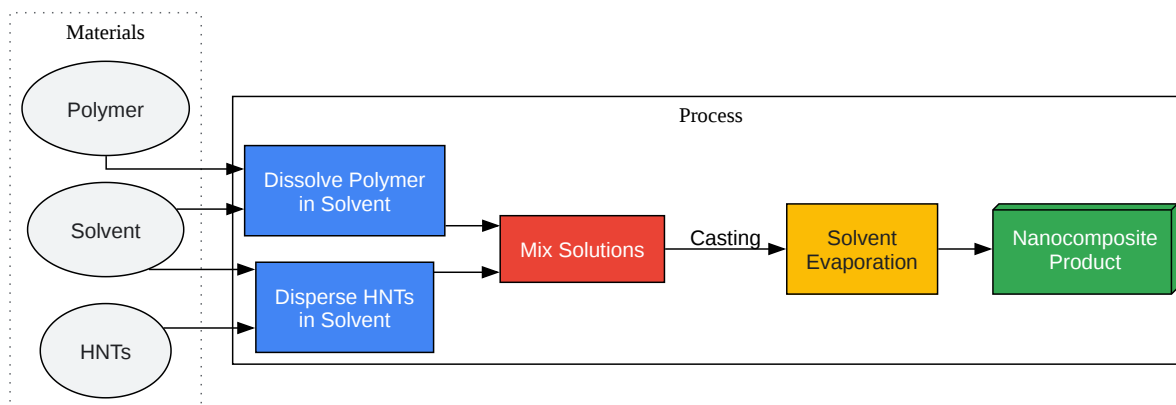 Materials
Polymer
Solvent
HNTs
Process
Dissolve Polymer
in Solvent
Disperse HNTs
in Solvent
Mix Solutions
Casting
Solvent
Evaporation
Nanocomposite
Product